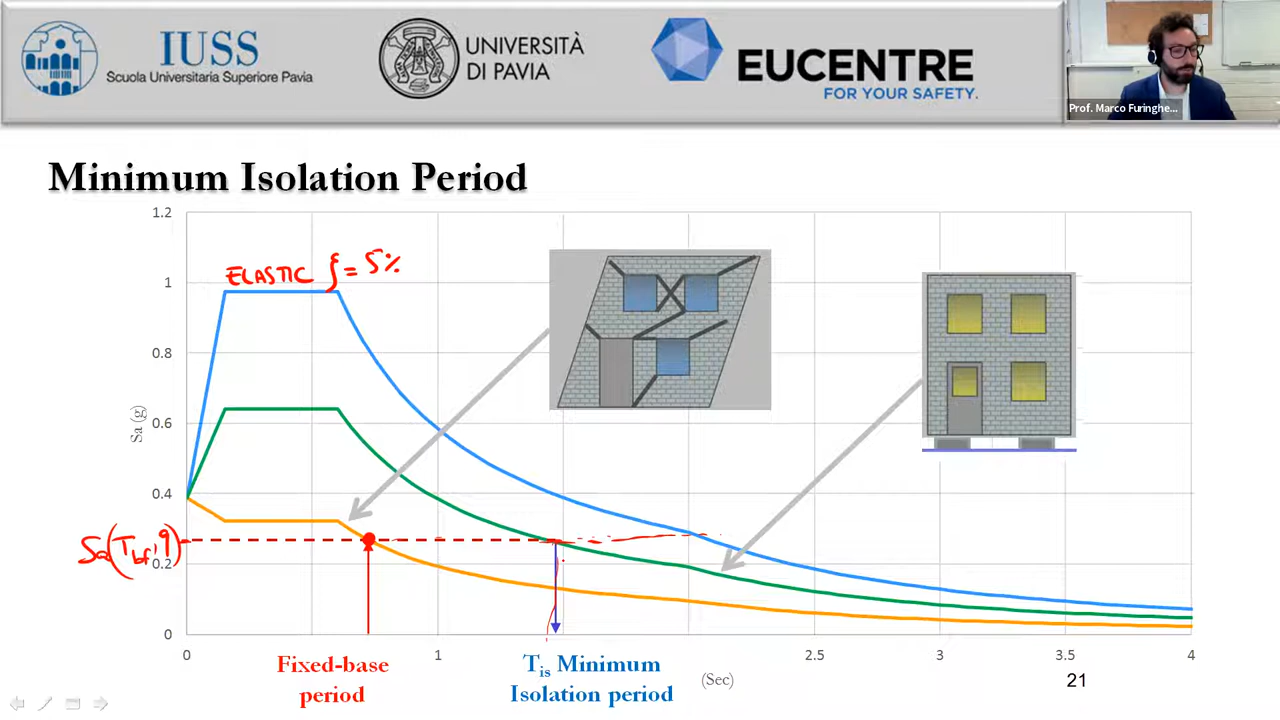 IUSS
Scuola Universitaria Superiore Pavia
UNIVERSITÀ
DI PAVIA
EUCENTRE
FOR YOUR SAFETY.
Prof. Marco Furinghe...
Minimum Isolation Period
1.2
1
0.8
0.6
0.4
0.2
0
Sa (g)
ELASTIC ξ = 5%
Sa(Tbf, q)
0
1
2.5
3
3.5
4
Fixed-base
period
Tis Minimum
Isolation period
(Sec)
21